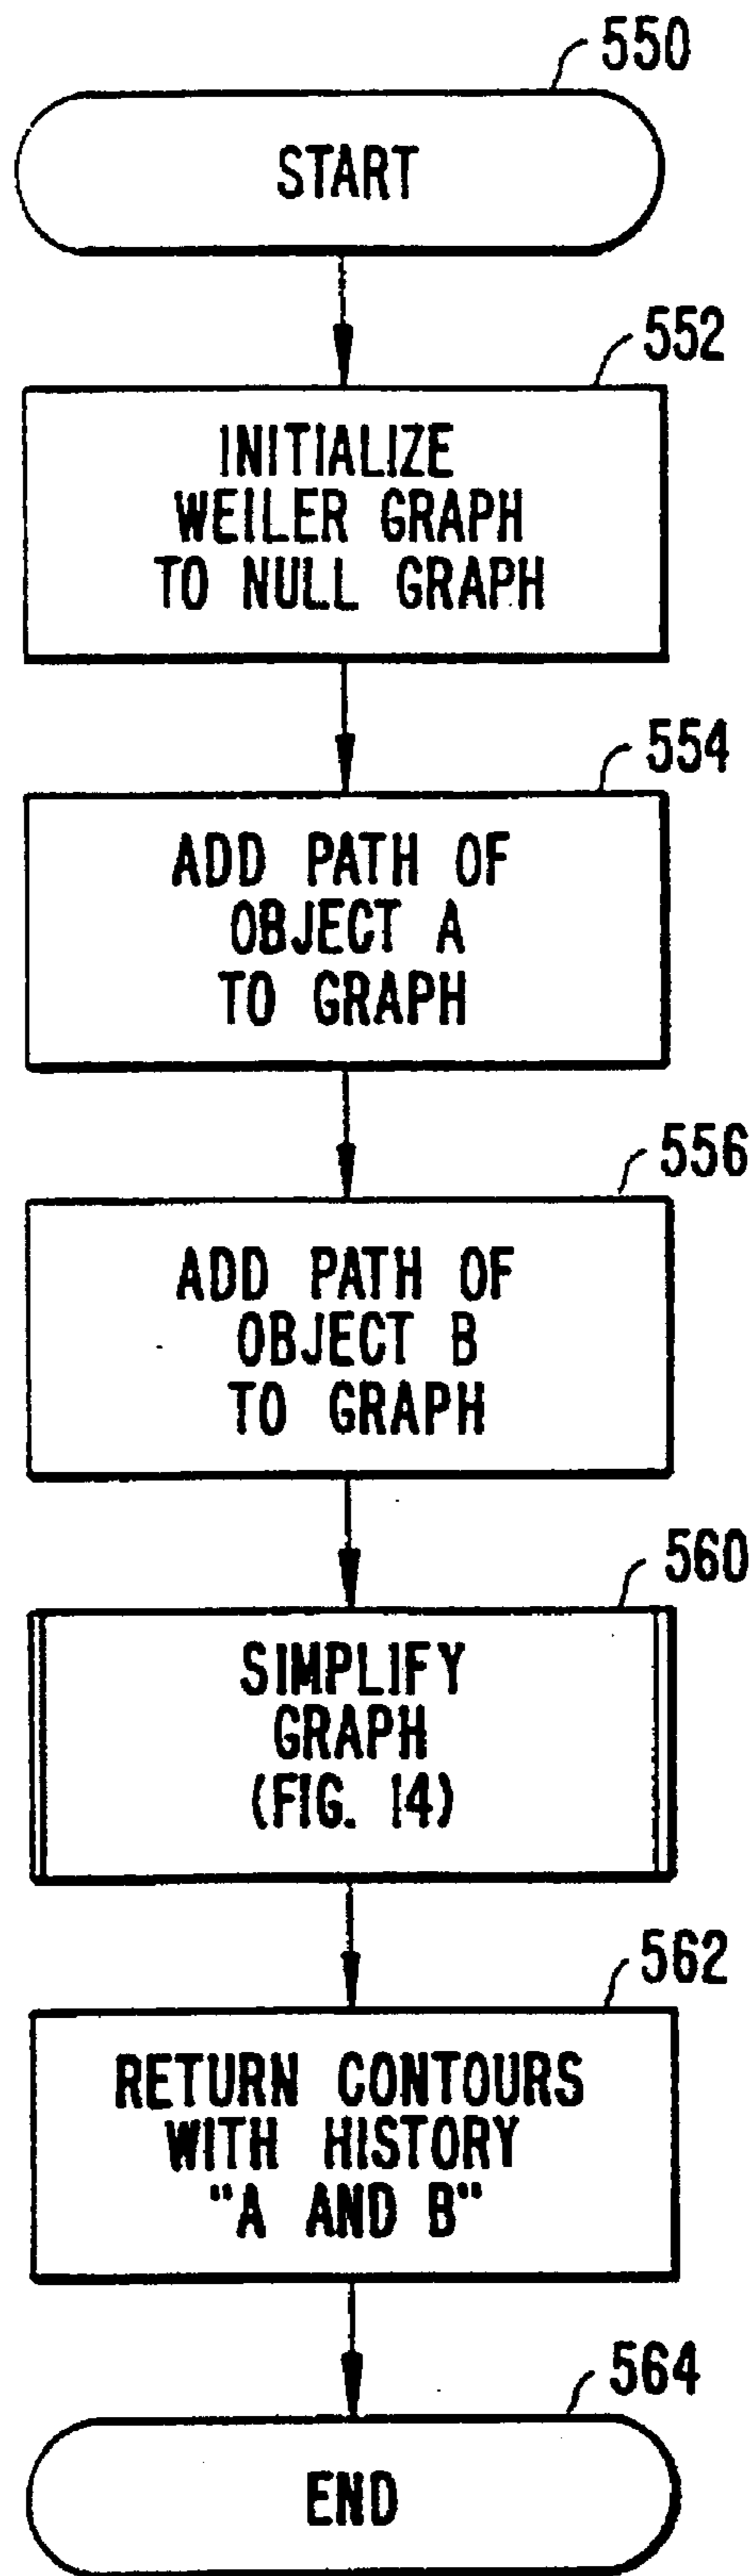 550
START
552
INITIALIZE
WEILER GRAPH
TO NULL GRAPH
554
ADD PATH OF
OBJECT A
TO GRAPH
556
ADD PATH OF
OBJECT B
TO GRAPH
560
SIMPLIFY
GRAPH
(FIG. 14)
562
RETURN CONTOURS
WITH HISTORY
"A AND B"
564
END